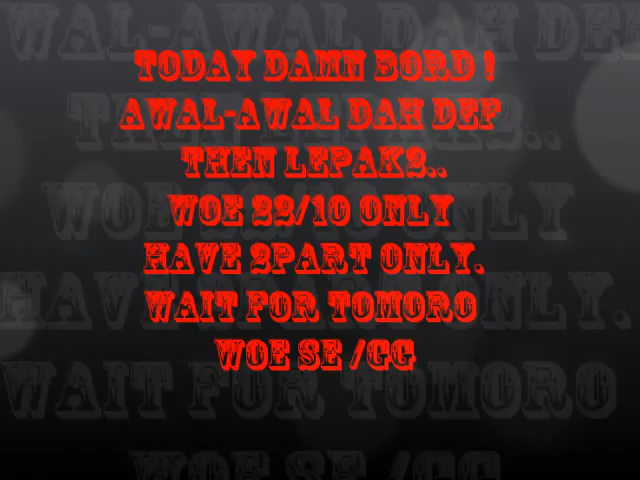 TODAY DAMN BORD !
AWAL-AWAL DAH DEF
THEN LEPAK2..
WOE 22/10 ONLY
HAVE 2PART ONLY.
WAIT FOR TOMORO
WOE SE /GG